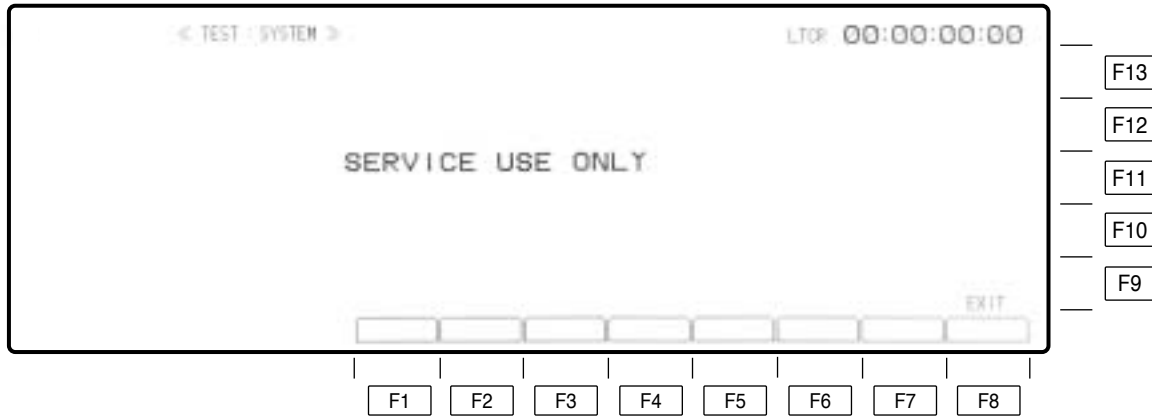 ≪ TEST : SYSTEM ≫
LTCR 00:00:00:00
SERVICE USE ONLY
EXIT
F13
F12
F11
F10
F9
F1 F2 F3 F4 F5 F6 F7 F8